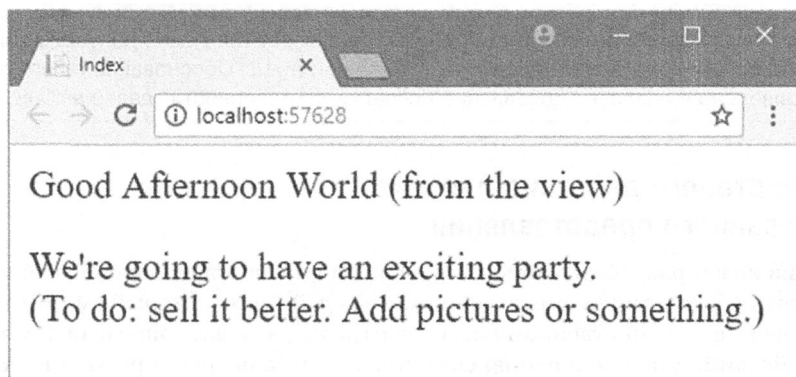 Index
localhost:57628
Good Afternoon World (from the view)
We're going to have an exciting party.
(To do: sell it better. Add pictures or something.)